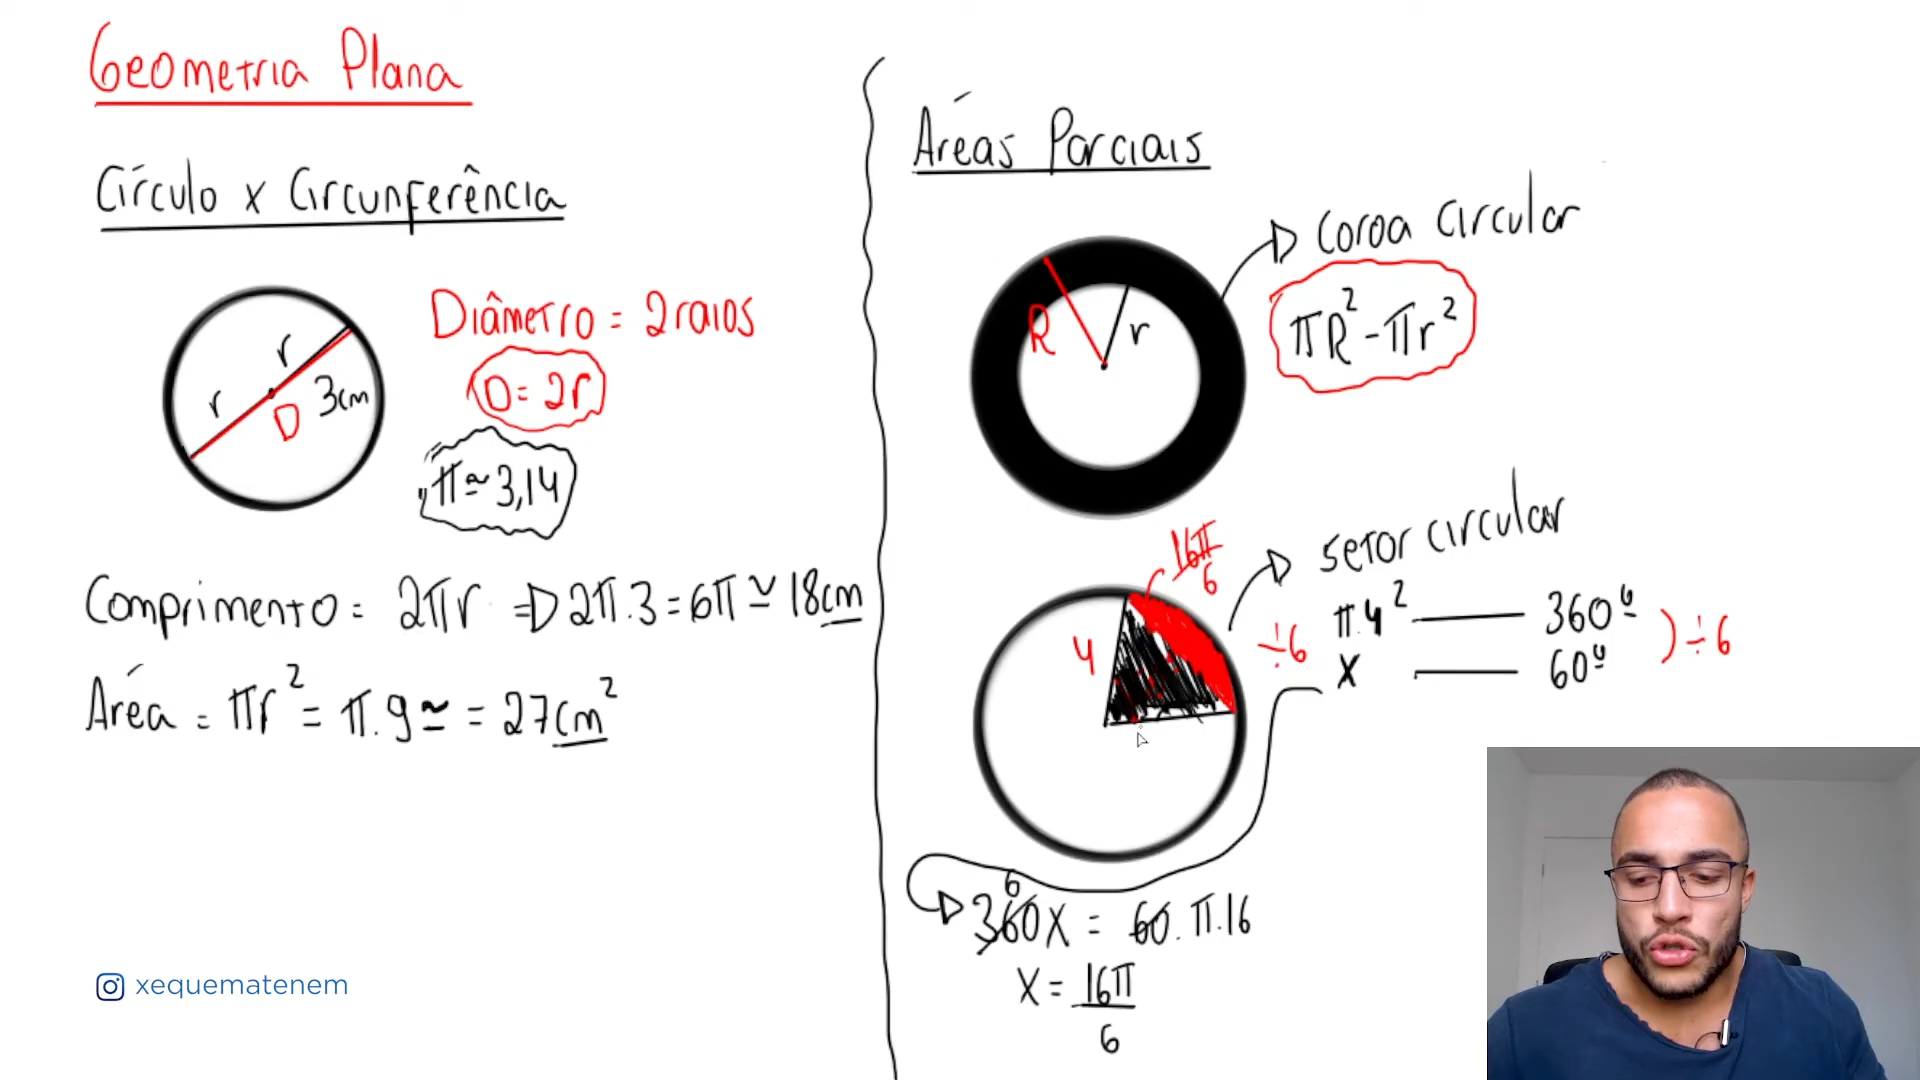 Geometria Plana
Círculo x Circunferência
r
r
3cm
D
Diâmetro = 2 raios
D = 2r
π ≃ 3,14
Comprimento = 2πr ⇒ 2π.3 = 6π ≃ 18cm
Área = πr² = π.9 ≃ = 27cm²
xequematenem
Áreas Parciais
R
r
coroa circular
πR² - πr²
16π
6
setor circular
4
÷6
π.4² — 360º
x — 60º
) ÷6
6
360x = 60.π.16
x = 16π
6